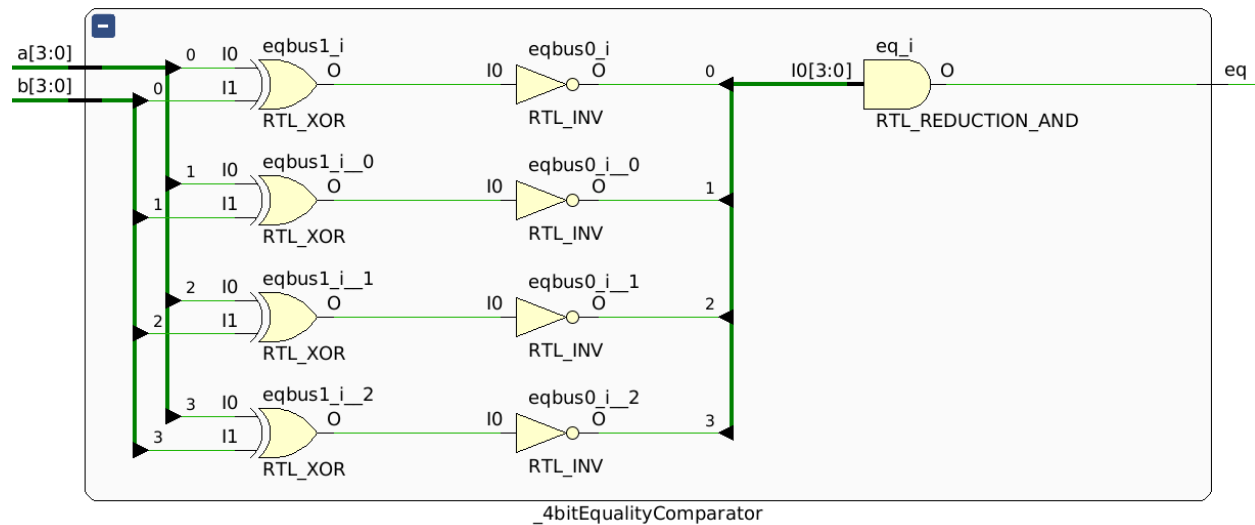 eqbus1_i eqbus0_i eq_i
a[3:0] 0 I0 O I0 O 0 I0[3:0] O eq
b[3:0] 0 I1
RTL_XOR RTL_INV RTL_REDUCTION_AND
eqbus1_i__0 eqbus0_i__0
1 I0 O I0 O 1
1 I1
RTL_XOR RTL_INV
eqbus1_i__1 eqbus0_i__1
2 I0 O I0 O 2
2 I1
RTL_XOR RTL_INV
eqbus1_i__2 eqbus0_i__2
3 I0 O I0 O 3
3 I1
RTL_XOR RTL_INV
_4bitEqualityComparator